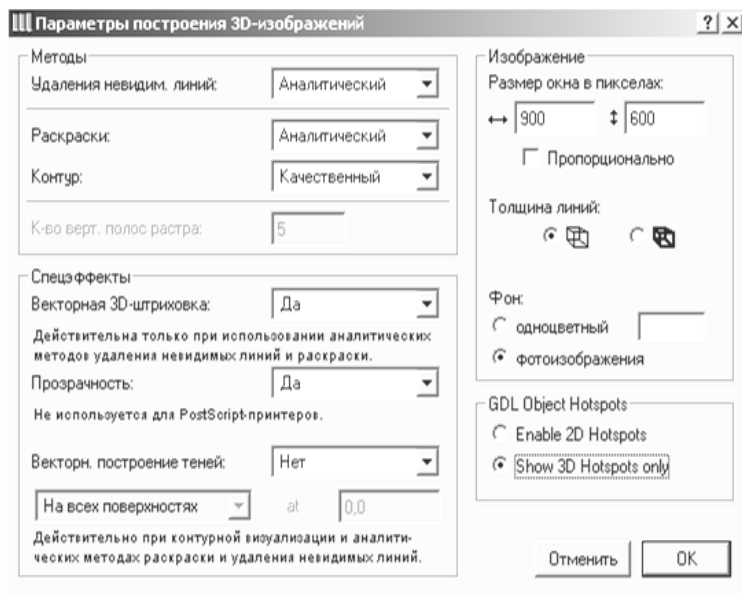 Параметры построения 3D-изображений
Методы
Удаления невидим. линий: Аналитический
Раскраски: Аналитический
Контур: Качественный
К-во верт. полос растра: 5
Спецэффекты
Векторная 3D-штриховка: Да
Действительна только при использовании аналитических
методов удаления невидимых линий и раскраски.
Прозрачность: Да
Не используется для PostScript-принтеров.
Векторн. построение теней: Нет
На всех поверхностях at 0,0
Действительно при контурной визуализации и аналити-
ческих методах раскраски и удаления невидимых линий.
Изображение
Размер окна в пикселах:
900 600
Пропорционально
Толщина линий:
Фон:
одноцветный
фотоизображения
GDL Object Hotspots
Enable 2D Hotspots
Show 3D Hotspots only
Отменить OK